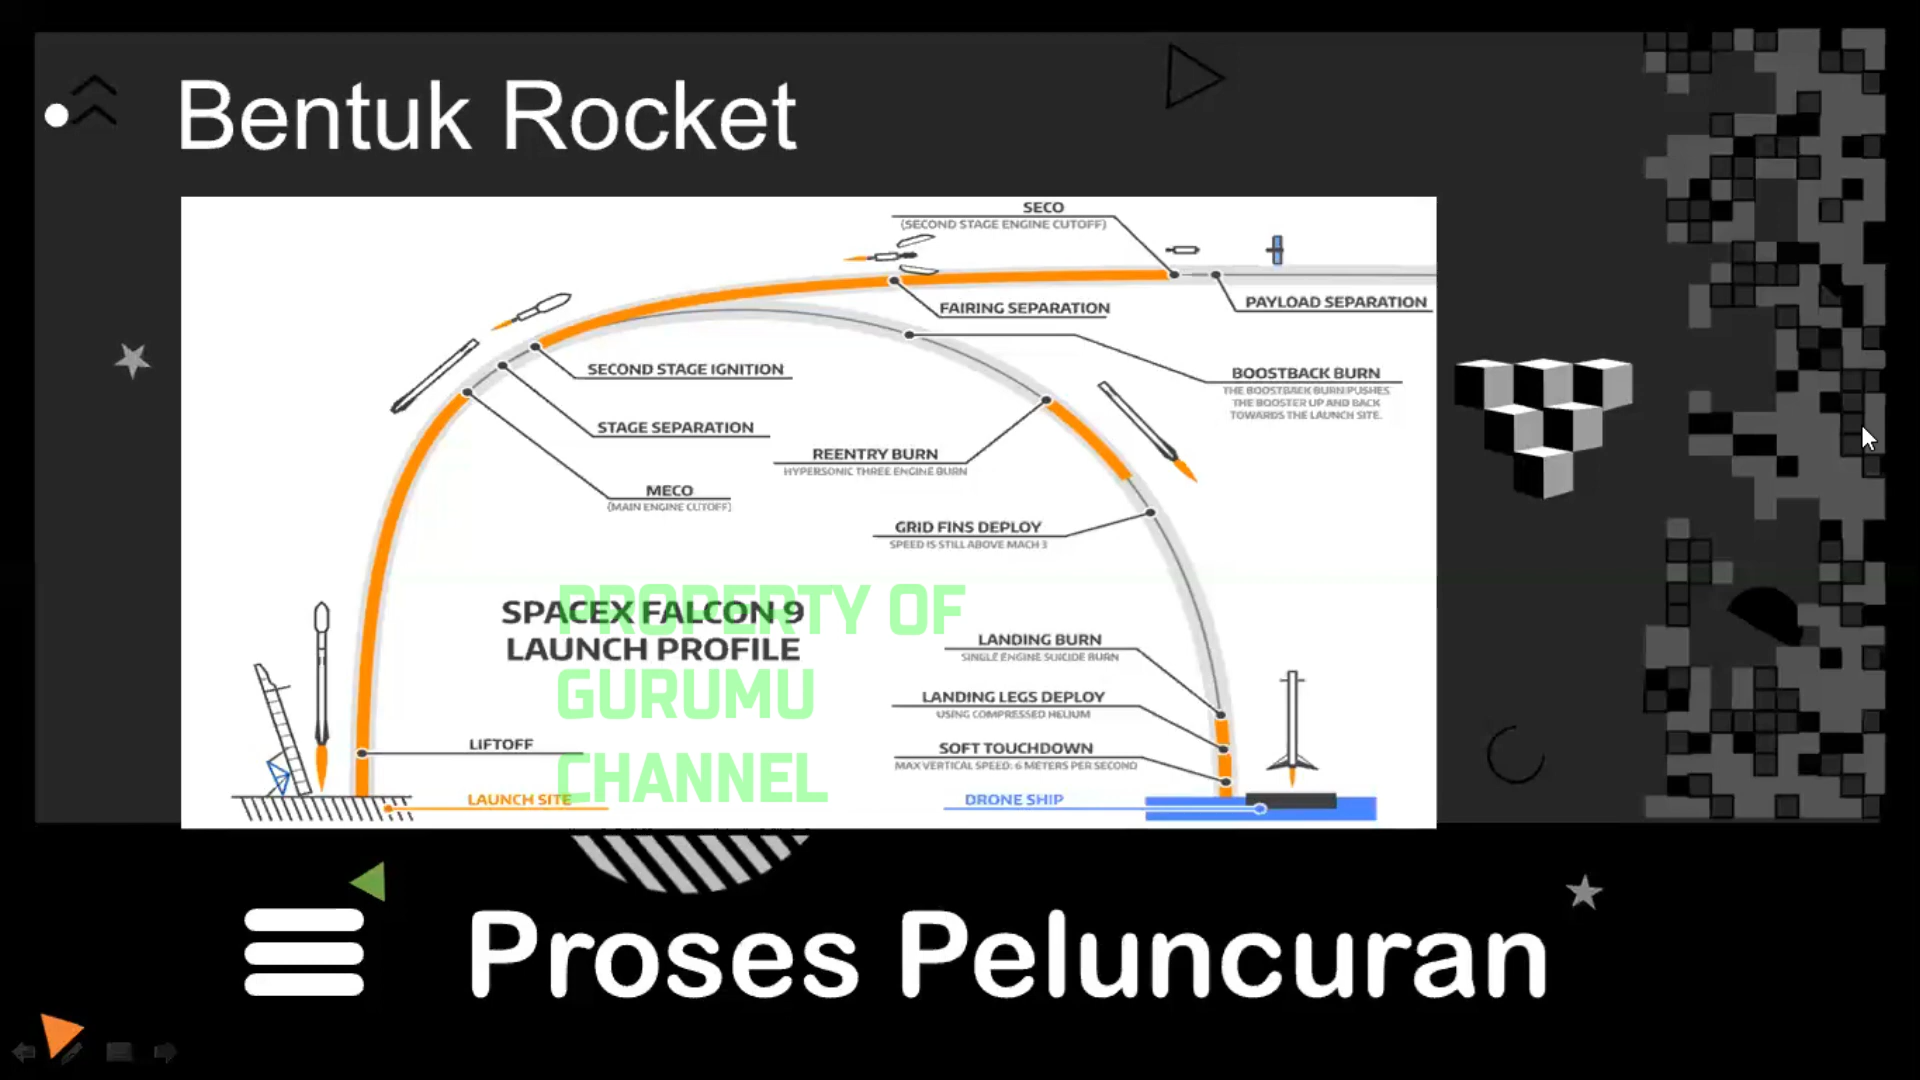 Bentuk Rocket
SECO
(SECOND STAGE ENGINE CUTOFF)
FAIRING SEPARATION
PAYLOAD SEPARATION
SECOND STAGE IGNITION
BOOSTBACK BURN
THE BOOSTBACK BURN PUSHES
THE BOOSTER UP AND BACK
TOWARDS THE LAUNCH SITE.
STAGE SEPARATION
REENTRY BURN
HYPERSONIC THREE ENGINE BURN
MECO
(MAIN ENGINE CUTOFF)
GRID FINS DEPLOY
SPEED IS STILL ABOVE MACH 3
SPACEX FALCON 9
LAUNCH PROFILE
PROPERTY OF
GURUMU
CHANNEL
LANDING BURN
SINGLE ENGINE SUICIDE BURN
LANDING LEGS DEPLOY
USING COMPRESSED HELIUM
LIFTOFF
SOFT TOUCHDOWN
MAX VERTICAL SPEED: 6 METERS PER SECOND
LAUNCH SITE
DRONE SHIP
Proses Peluncuran